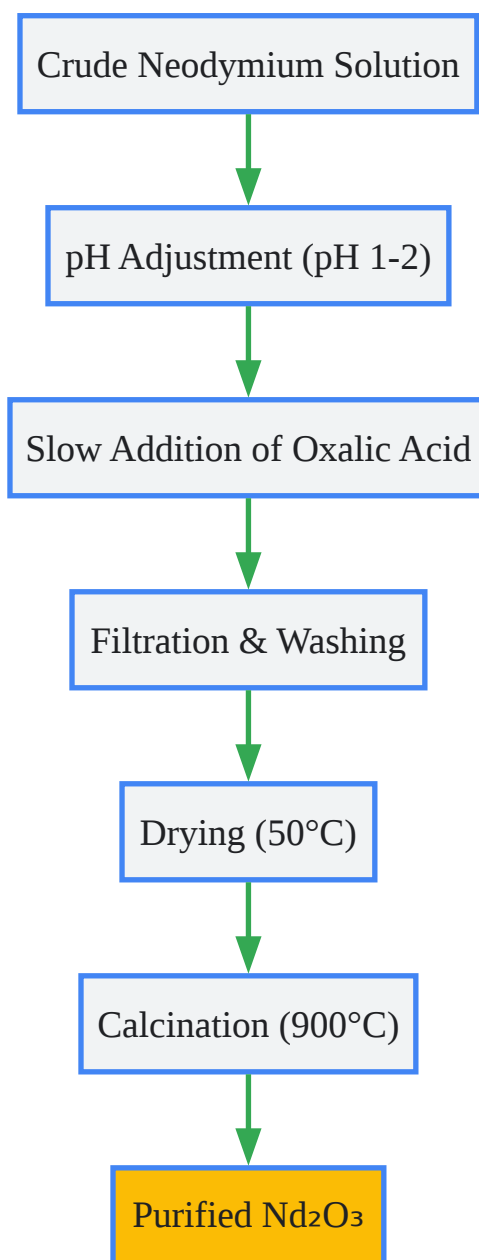 Crude Neodymium Solution
pH Adjustment (pH 1-2)
Slow Addition of Oxalic Acid
Filtration & Washing
Drying (50°C)
Calcination (900°C)
Purified Nd₂O₃